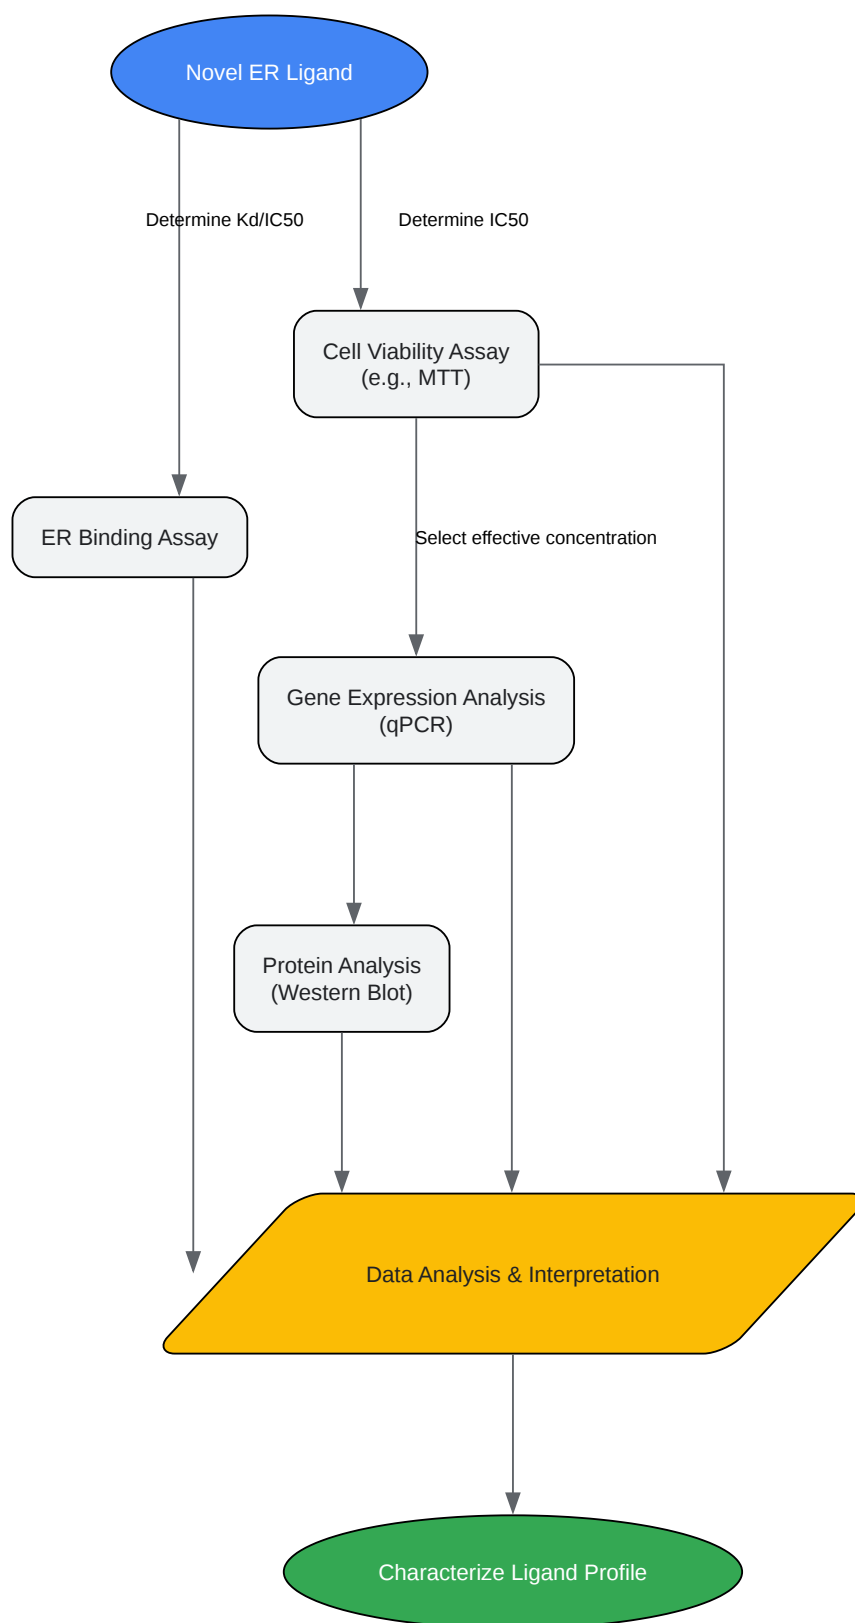 Novel ER Ligand
Determine Kd/IC50
Determine IC50
Cell Viability Assay
(e.g., MTT)
ER Binding Assay
Select effective concentration
Gene Expression Analysis
(qPCR)
Protein Analysis
(Western Blot)
Data Analysis & Interpretation
Characterize Ligand Profile